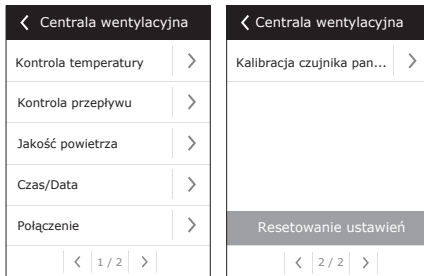 Centrala wentylacyjna
Kontrola temperatury
Kontrola przepływu
Jakość powietrza
Czas/Data
Połączenie
1 / 2
Centrala wentylacyjna
Kalibracja czujnika pan...
Resetowanie ustawień
2 / 2